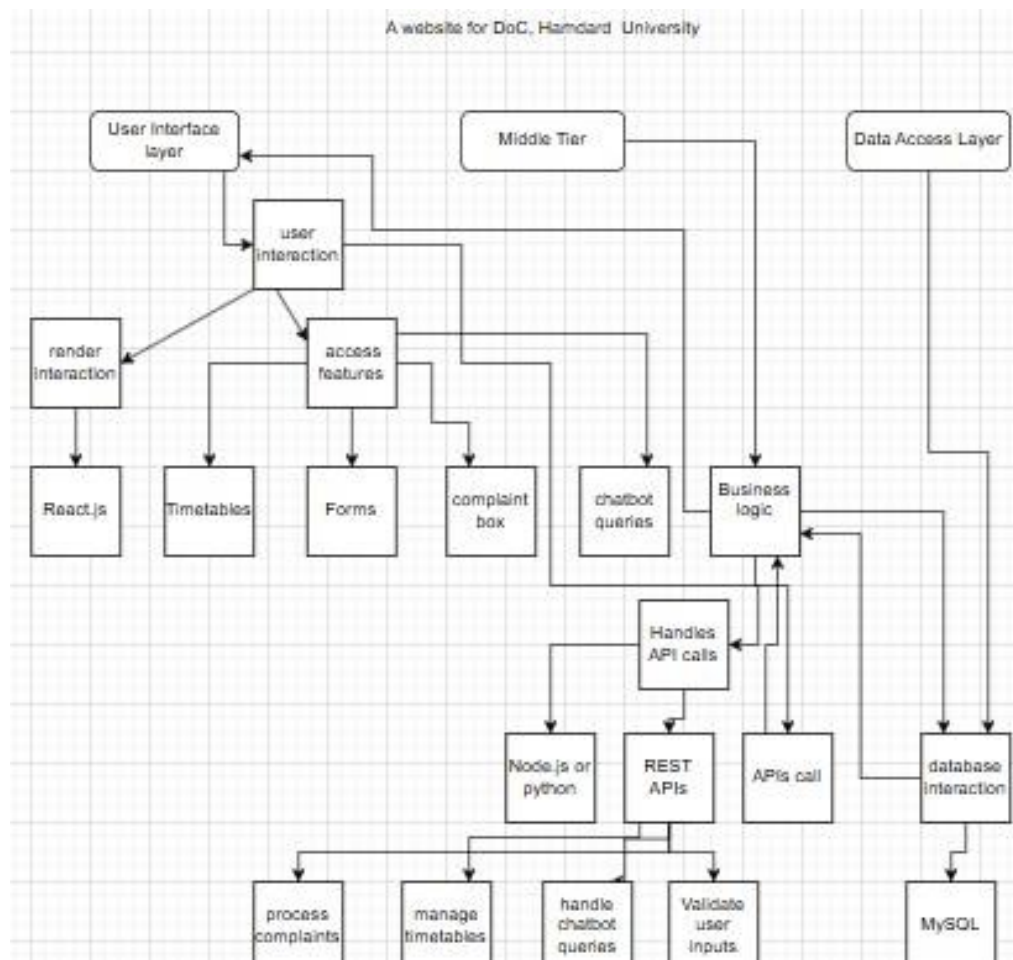 A website for DoC, Hamdard University
User Interface
layer
Middle Tier
Data Access Layer
user
interaction
render
interaction
access
features
React.js
Timetables
Forms
complaint
box
chatbot
queries
Business
logic
Handles
API calls
Node.js or
python
REST
APIs
APIs call
database
interaction
process
complaints
manage
timetables
handle
chatbot
queries
Validate
user
inputs
MySQL